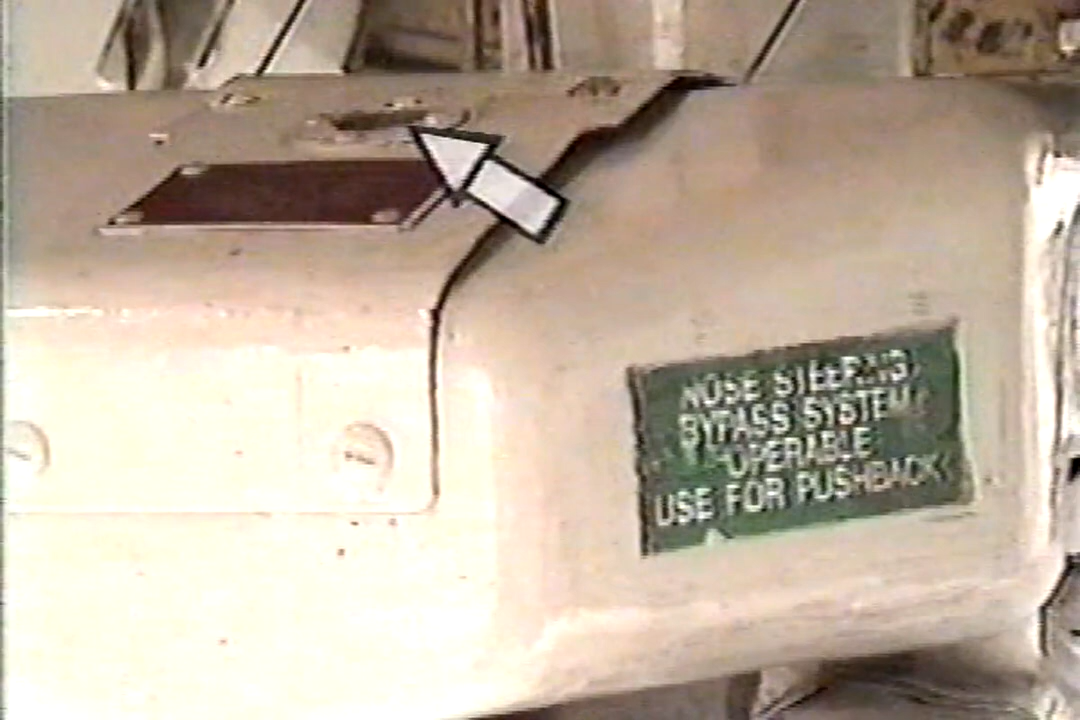 NOSE STEERING
BYPASS SYSTEM
OPERABLE
USE FOR PUSHBACK